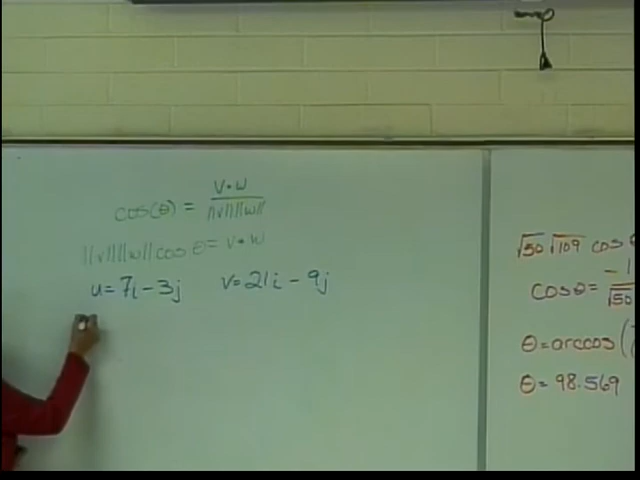 cos(θ) = v•w / ||v|| ||w||
||v|| ||w|| cos θ = v•w
u = 7i - 3j v = 21i - 9j
√50 √109 cos θ
cos θ = -1 / √50
θ = arccos (
θ = 98.569